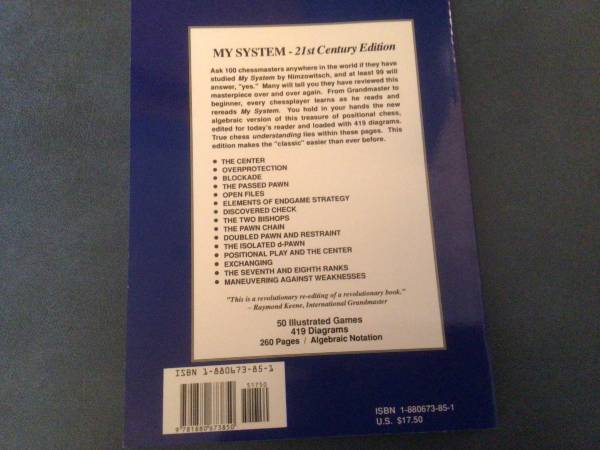 MY SYSTEM - 21st Century Edition
Ask 100 chessmasters anywhere in the world if they have
studied My System by Nimzowitsch, and at least 99 will
answer, "yes." Many will tell you they have reviewed this
masterpiece over and over again. From Grandmaster to
beginner, every chessplayer learns as he reads and
rereads My System. You hold in your hands the new
algebraic version of this treasure of positional chess,
edited for today's reader and loaded with 419 diagrams.
True chess understanding lies within these pages. This
edition makes the "classic" easier than ever before.
• THE CENTER
• OVERPROTECTION
• BLOCKADE
• THE PASSED PAWN
• OPEN FILES
• ELEMENTS OF ENDGAME STRATEGY
• DISCOVERED CHECK
• THE TWO BISHOPS
• THE PAWN CHAIN
• DOUBLED PAWN AND RESTRAINT
• THE ISOLATED d-PAWN
• POSITIONAL PLAY AND THE CENTER
• EXCHANGING
• THE SEVENTH AND EIGHTH RANKS
• MANEUVERING AGAINST WEAKNESSES
"This is a revolutionary re-editing of a revolutionary book."
~ Raymond Keene, International Grandmaster
50 Illustrated Games
419 Diagrams
260 Pages / Algebraic Notation
ISBN 1-880673-85-1
51750
9 781880 673850
ISBN 1-880673-85-1
U.S. $17.50